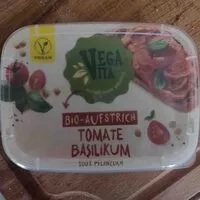 VEGAN
VEGA
VITA
BIO-AUFSTRICH
TOMATE
BASILIKUM
100% PFLANZLICH